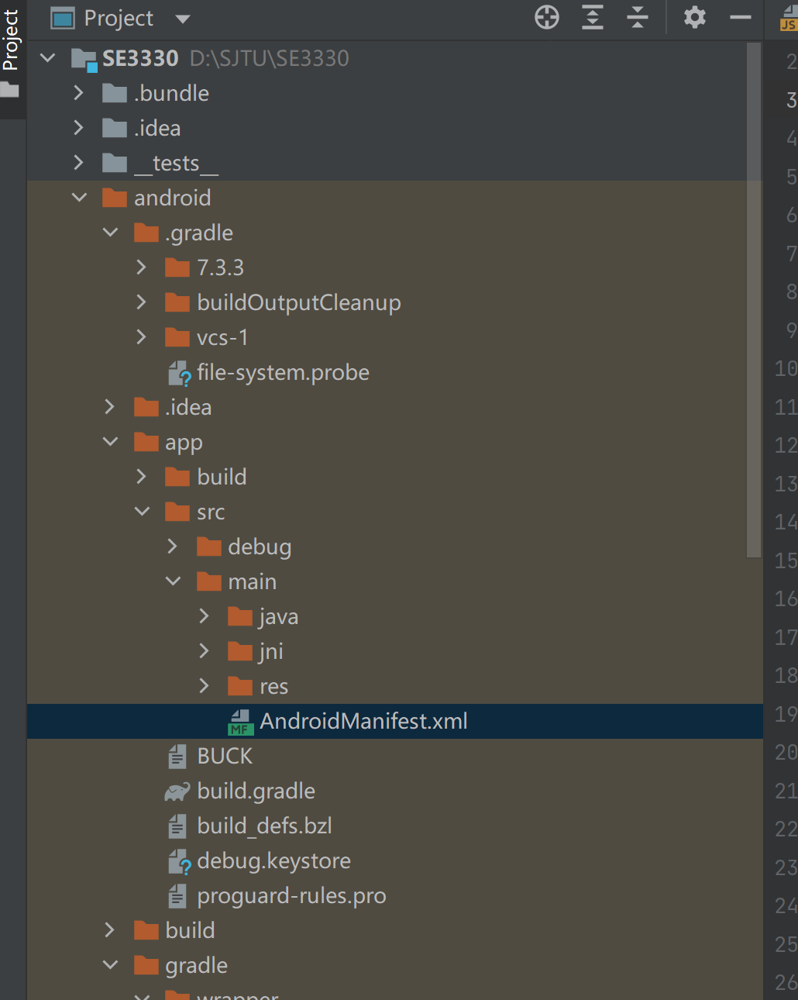 Project
Project
SE3330 D:\SJTU\SE3330
.bundle
.idea
__tests__
android
.gradle
7.3.3
buildOutputCleanup
vcs-1
file-system.probe
.idea
app
build
src
debug
main
java
jni
res
MF AndroidManifest.xml
BUCK
build.gradle
build_defs.bzl
debug.keystore
proguard-rules.pro
build
gradle
wrapper
JS
2
3
4
5
6
7
8
9
10
11
12
13
14
15
16
17
18
19
20
21
22
23
24
25
26